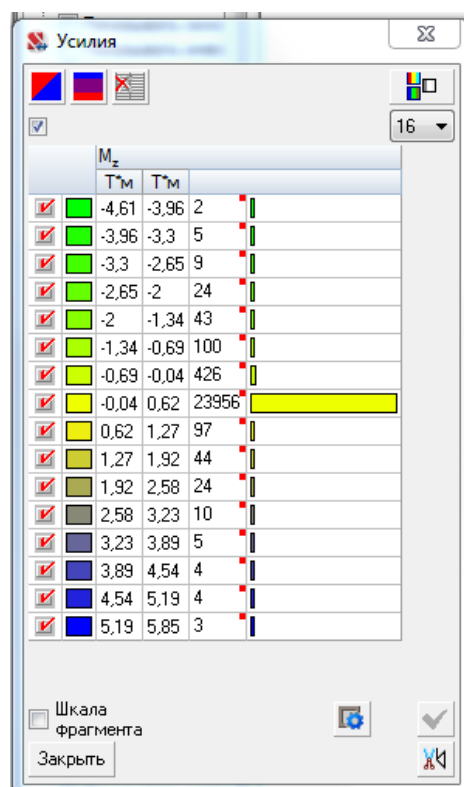 Усилия
16
Mz
Т*м Т*м
-4,61 -3,96 2
-3,96 -3,3 5
-3,3 -2,65 9
-2,65 -2 24
-2 -1,34 43
-1,34 -0,69 100
-0,69 -0,04 426
-0,04 0,62 23956
0,62 1,27 97
1,27 1,92 44
1,92 2,58 24
2,58 3,23 10
3,23 3,89 5
3,89 4,54 4
4,54 5,19 4
5,19 5,85 3
Шкала
фрагмента
Закрыть